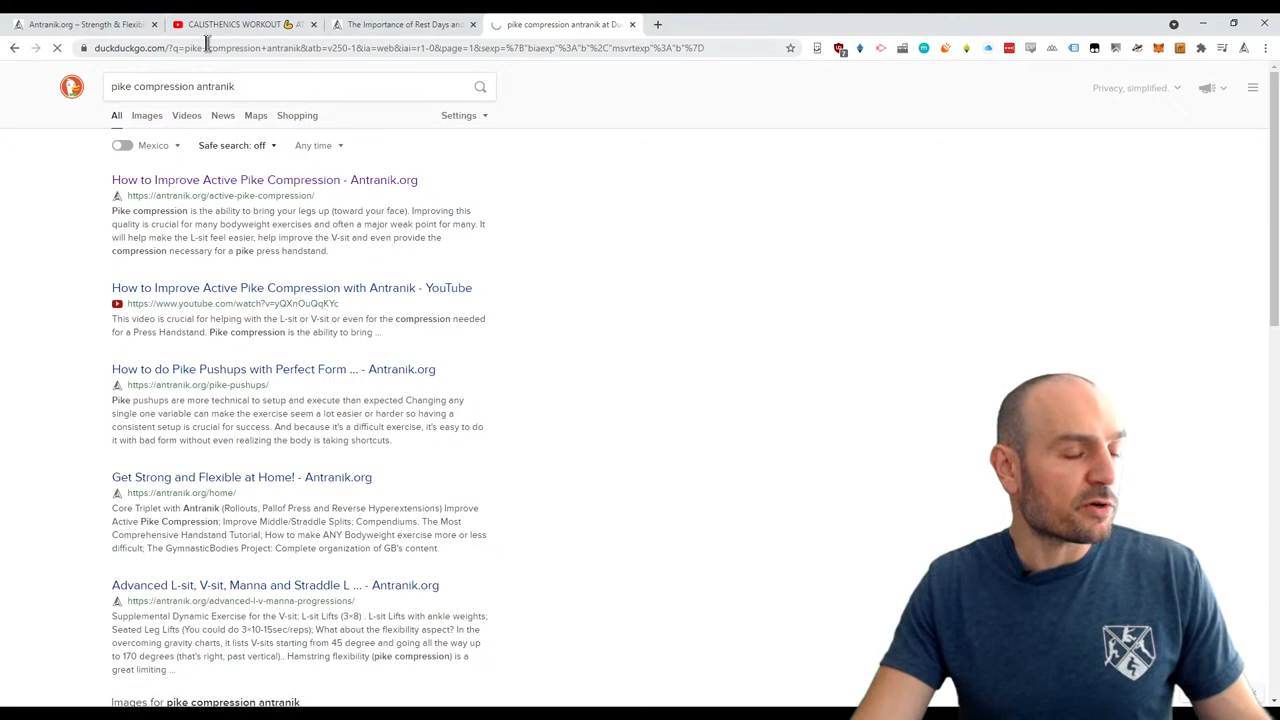 Antranik.org – Strength & Flexibi
CALISTHENICS WORKOUT 💪 AT
The Importance of Rest Days and
pike compression antranik at Du
duckduckgo.com/?q=pike+compression+antranik&atb=v250-1&ia=web&iai=r1-0&page=1&sexp=%7B"biaexp"%3A"b"%2C"msvrtexp"%3A"b"%7D
7
pike compression antranik
Privacy, simplified.
All
Images
Videos
News
Maps
Shopping
Settings
Mexico
Safe search: off
Any time
How to Improve Active Pike Compression - Antranik.org
https://antranik.org/active-pike-compression/
Pike compression is the ability to bring your legs up (toward your face). Improving this
quality is crucial for many bodyweight exercises and often a major weak point for many. It
will help make the L-sit feel easier, help improve the V-sit and even provide the
compression necessary for a pike press handstand.
How to Improve Active Pike Compression with Antranik - YouTube
https://www.youtube.com/watch?v=yQXnOuQqKYc
This video is crucial for helping with the L-sit or V-sit or even for the compression needed
for a Press Handstand. Pike compression is the ability to bring ...
How to do Pike Pushups with Perfect Form ... - Antranik.org
https://antranik.org/pike-pushups/
Pike pushups are more technical to setup and execute than expected Changing any
single one variable can make the exercise seem a lot easier or harder so having a
consistent setup is crucial for success. And because it's a difficult exercise, it's easy to do
it with bad form without even realizing the body is taking shortcuts.
Get Strong and Flexible at Home! - Antranik.org
https://antranik.org/home/
Core Triplet with Antranik (Rollouts, Pallof Press and Reverse Hyperextensions) Improve
Active Pike Compression; Improve Middle/Straddle Splits; Compendiums. The Most
Comprehensive Handstand Tutorial; How to make ANY Bodyweight exercise more or less
difficult; The GymnasticBodies Project: Complete organization of GB's content.
Advanced L-sit, V-sit, Manna and Straddle L ... - Antranik.org
https://antranik.org/advanced-l-v-manna-progressions/
Supplemental Dynamic Exercise for the V-sit: L-sit Lifts (3×8) . L-sit Lifts with ankle weights;
Seated Leg Lifts (You could do 3×10-15sec/reps); What about the flexibility aspect? In the
overcoming gravity charts, it lists V-sits starting from 45 degree and going all the way up
to 170 degrees (that's right, past vertical).. Hamstring flexibility (pike compression) is a
great limiting ...
Images for pike compression antranik